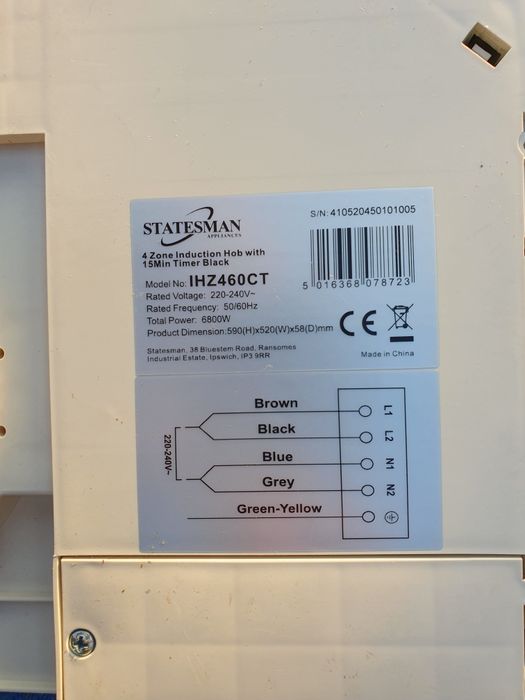 STATESMAN
APPLIANCES
S/N: 410520450101005
4 Zone Induction Hob with
15Min Timer Black
Model No: IHZ460CT
Rated Voltage: 220-240V~
Rated Frequency: 50/60Hz
Total Power: 6800W
Product Dimension:590(H)x520(W)x58(D)mm
5 016368 078723
CE
Statesman, 38 Bluestem Road, Ransomes
Industrial Estate, Ipswich, IP3 9RR
Made in China
220-240V~
Brown L1
Black L2
Blue N1
Grey N2
Green-Yellow